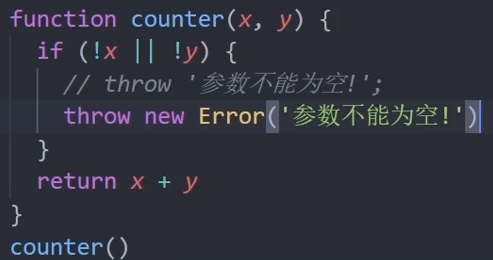 function counter(x, y) {
  if (!x || !y) {
    // throw '参数不能为空!';
    throw new Error('参数不能为空!')
  }
  return x + y
}
counter()